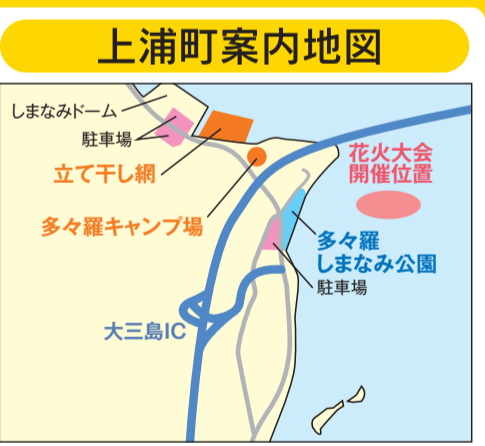 上浦町案内地図
しまなみドーム
駐車場
立て干し網
多々羅キャンプ場
花火大会
開催位置
多々羅
しまなみ公園
駐車場
大三島IC